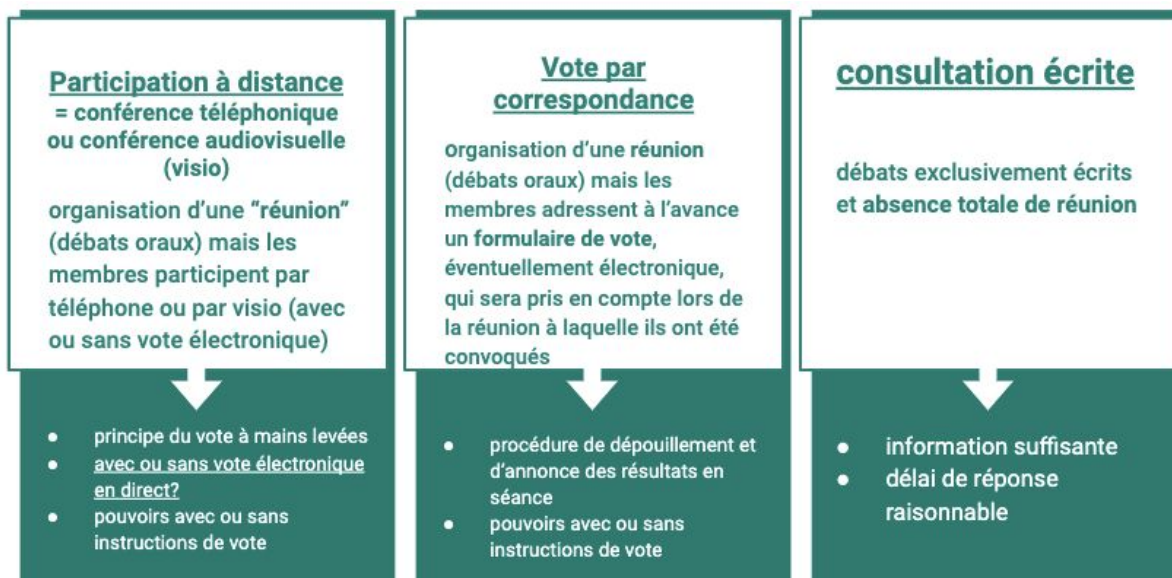 Participation à distance
= conférence téléphonique
ou conférence audiovisuelle
(visio)
organisation d'une “réunion”
(débats oraux) mais les
membres participent par
téléphone ou par visio (avec
ou sans vote électronique)
● principe du vote à mains levées
● avec ou sans vote électronique
en direct?
● pouvoirs avec ou sans
instructions de vote
Vote par
correspondance
organisation d'une réunion
(débats oraux) mais les
membres adressent à l'avance
un formulaire de vote,
éventuellement électronique,
qui sera pris en compte lors de
la réunion à laquelle ils ont été
convoqués
● procédure de dépouillement et
d'annonce des résultats en
séance
● pouvoirs avec ou sans
instructions de vote
consultation écrite
débats exclusivement écrits
et absence totale de réunion
● information suffisante
● délai de réponse
raisonnable